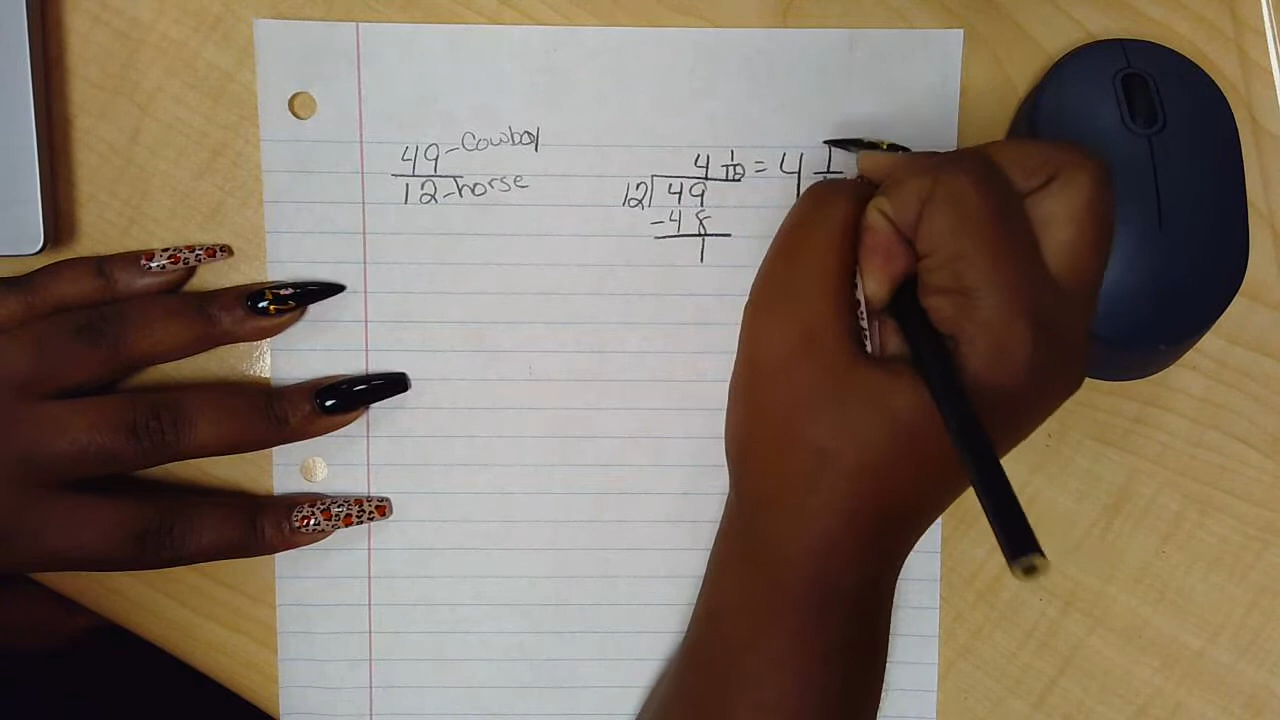 49 - Cowboy
12 - horse
4 1/12 = 4 1
12 49
-48
1